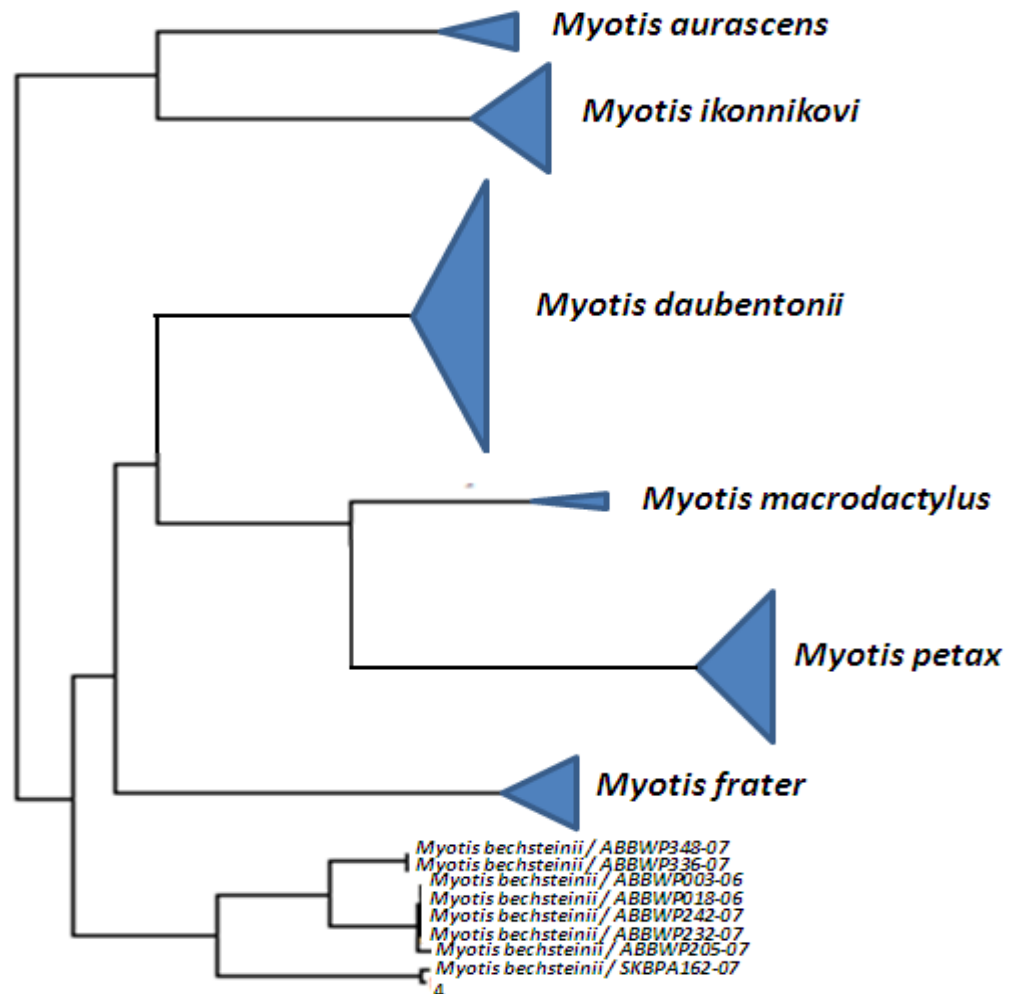 Myotis aurascens
Myotis ikonnikovi
Myotis daubentonii
Myotis macrodactylus
Myotis petax
Myotis frater
Myotis bechsteinii / ABBWP348-07
Myotis bechsteinii / ABBWP336-07
Myotis bechsteinii / ABBWP003-06
Myotis bechsteinii / ABBWP018-06
Myotis bechsteinii / ABBWP242-07
Myotis bechsteinii / ABBWP232-07
Myotis bechsteinii / ABBWP205-07
Myotis bechsteinii / SKBPA162-07